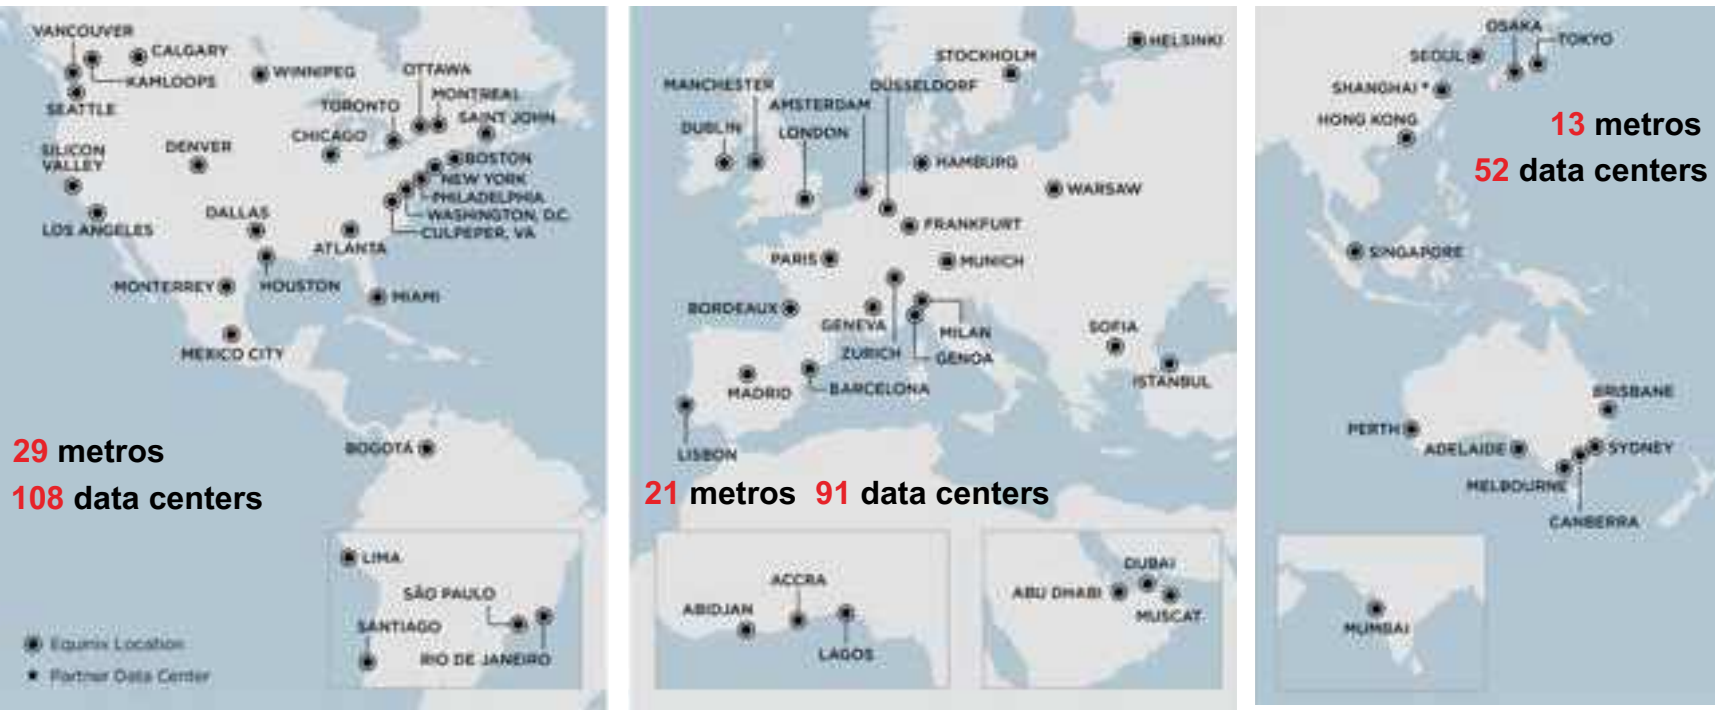 VANCOUVER
CALGARY
KAMLOOPS
WINNIPEG
OTTAWA
MONTREAL
SEATTLE
TORONTO
SAINT JOHN
CHICAGO
DENVER
SILICON
VALLEY
BOSTON
NEW YORK
PHILADELPHIA
WASHINGTON, D.C.
CULPEPER, VA
DALLAS
LOS ANGELES
ATLANTA
MONTERREY
HOUSTON
MIAMI
MEXICO CITY
BOGOTÁ
29 metros
108 data centers
LIMA
SÃO PAULO
SANTIAGO
RIO DE JANEIRO
Equinix Location
Partner Data Center
HELSINKI
STOCKHOLM
MANCHESTER
DÜSSELDORF
AMSTERDAM
DUBLIN
LONDON
HAMBURG
WARSAW
FRANKFURT
PARIS
MUNICH
BORDEAUX
GENEVA
MILAN
SOFIA
ZURICH
GENOA
ISTANBUL
MADRID
BARCELONA
LISBON
21 metros 91 data centers
ACCRA
ABIDJAN
LAGOS
DUBAI
ABU DHABI
MUSCAT
OSAKA
TOKYO
SEOUL
SHANGHAI *
HONG KONG
13 metros
52 data centers
SINGAPORE
BRISBANE
PERTH
ADELAIDE
SYDNEY
MELBOURNE
CANBERRA
MUMBAI